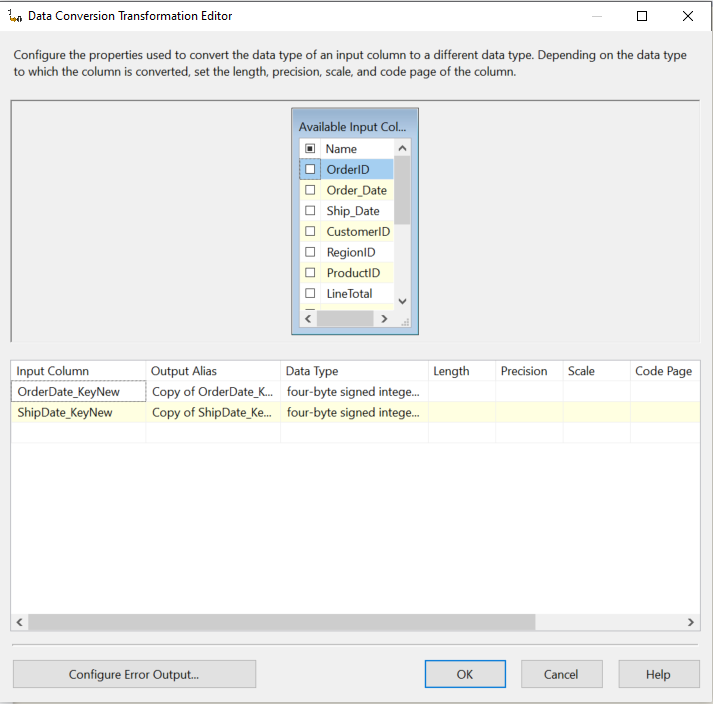 Data Conversion Transformation Editor
Configure the properties used to convert the data type of an input column to a different data type. Depending on the data type
to which the column is converted, set the length, precision, scale, and code page of the column.
Available Input Col...
Name
OrderID
Order_Date
Ship_Date
CustomerID
RegionID
ProductID
LineTotal
Input Column Output Alias Data Type Length Precision Scale Code Page
OrderDate_KeyNew Copy of OrderDate_K... four-byte signed intege...
ShipDate_KeyNew Copy of ShipDate_Ke... four-byte signed intege...
Configure Error Output... OK Cancel Help